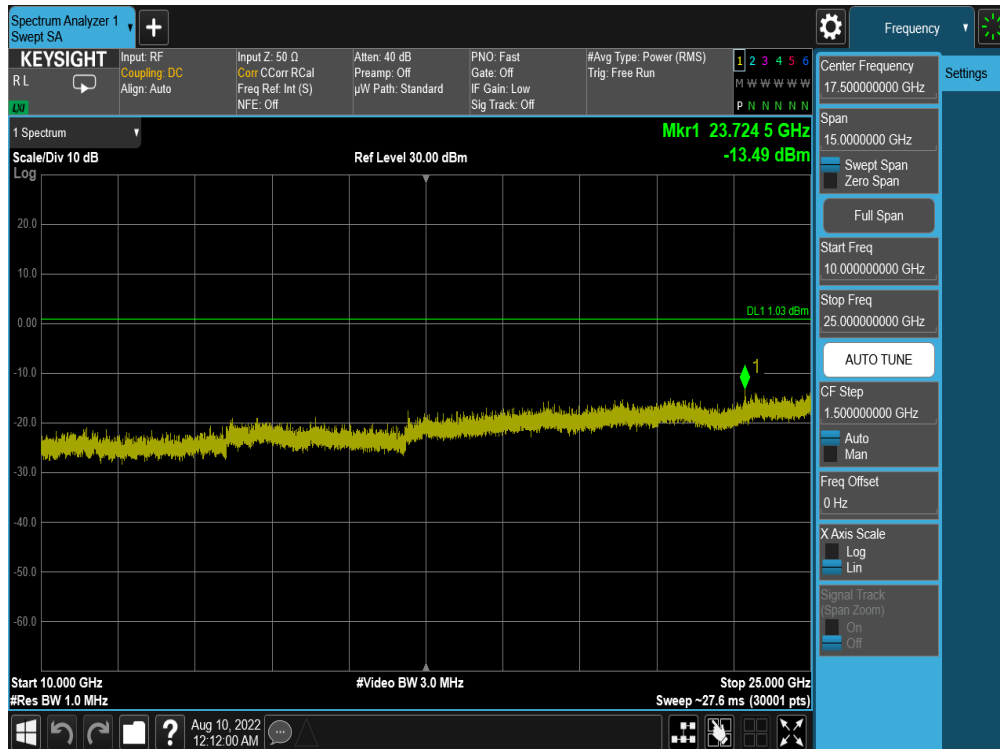 Spectrum Analyzer 1
Swept SA
+
Frequency
KEYSIGHT
RL
LXI
Input: RF
Coupling: DC
Align: Auto
Input Z: 50 Ω
Corr CCorr RCal
Freq Ref: Int (S)
NFE: Off
Atten: 40 dB
Preamp: Off
µW Path: Standard
PNO: Fast
Gate: Off
IF Gain: Low
Sig Track: Off
#Avg Type: Power (RMS)
Trig: Free Run
1 2 3 4 5 6
M W W W W W
P N N N N N
1 Spectrum
Scale/Div 10 dB
Log
Ref Level 30.00 dBm
Mkr1 23.724 5 GHz
-13.49 dBm
20.0
10.0
0.00
DL1 1.03 dBm
-10.0
1
-20.0
-30.0
-40.0
-50.0
-60.0
Start 10.000 GHz
#Res BW 1.0 MHz
#Video BW 3.0 MHz
Stop 25.000 GHz
Sweep ~27.6 ms (30001 pts)
Center Frequency
17.500000000 GHz
Settings
Span
15.0000000 GHz
Swept Span
Zero Span
Full Span
Start Freq
10.000000000 GHz
Stop Freq
25.000000000 GHz
AUTO TUNE
CF Step
1.500000000 GHz
Auto
Man
Freq Offset
0 Hz
X Axis Scale
Log
Lin
Signal Track
(Span Zoom)
On
Off
?
Aug 10, 2022
12:12:00 AM